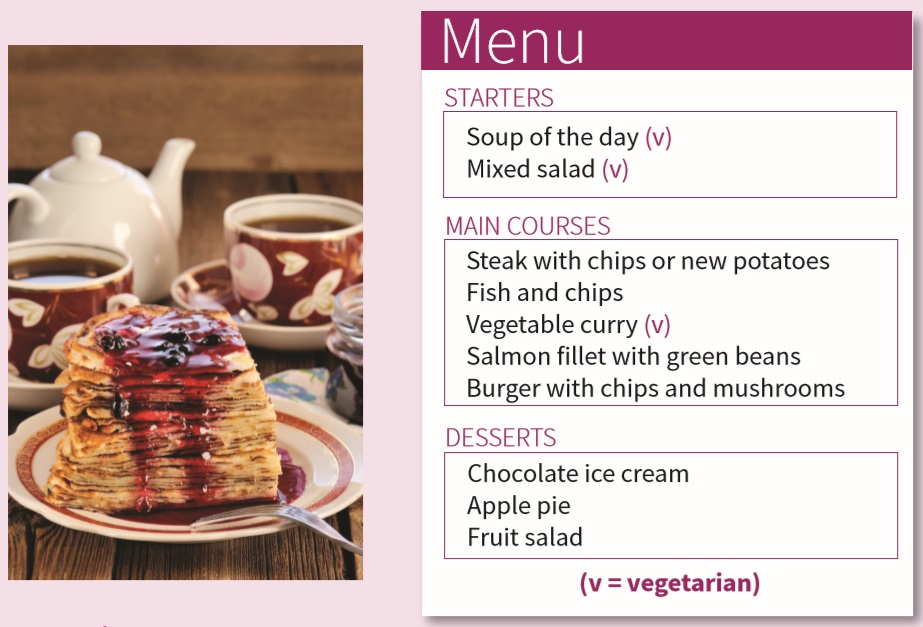 Menu
STARTERS
Soup of the day (v)
Mixed salad (v)
MAIN COURSES
Steak with chips or new potatoes
Fish and chips
Vegetable curry (v)
Salmon fillet with green beans
Burger with chips and mushrooms
DESSERTS
Chocolate ice cream
Apple pie
Fruit salad
(v = vegetarian)